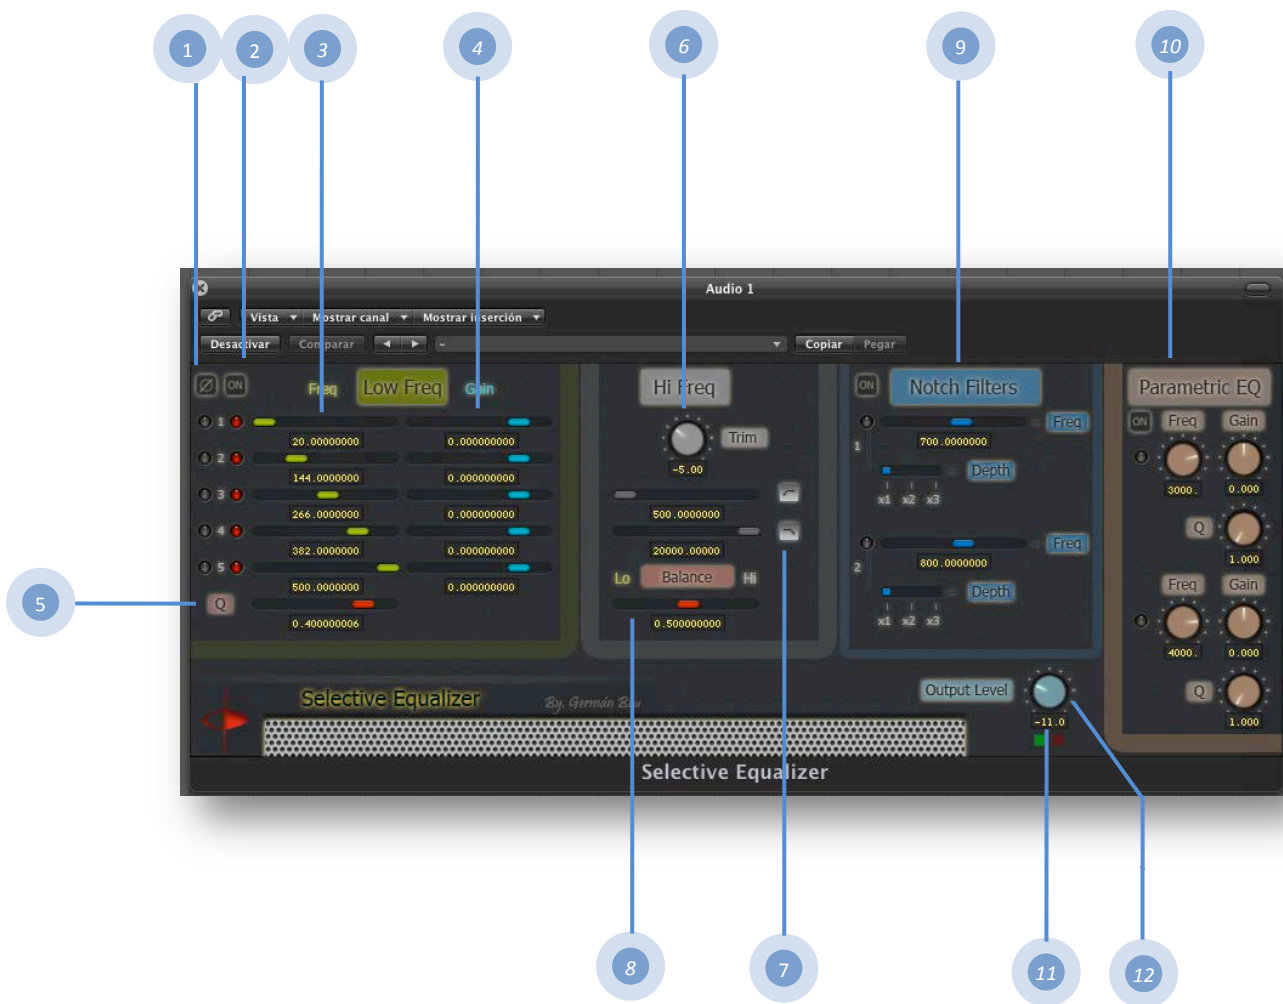 1 2 3 4 6 9 10
Audio 1
Vista Mostrar canal Mostrar inserción
Desactivar Comparar - Copiar Pegar
Ø ON Freq Low Freq Gain
1
20.00000000 0.000000000
2
144.0000000 0.000000000
3
266.0000000 0.000000000
4
382.0000000 0.000000000
5
500.0000000 0.000000000
Q
0.400000006
5
Hi Freq
Trim
-5.00
500.0000000
20000.00000
Lo Balance Hi
0.500000000
ON Notch Filters
1 Freq
700.0000000
Depth
x1 x2 x3
2 Freq
800.0000000
Depth
x1 x2 x3
Parametric EQ
ON Freq Gain
3000. 0.000
Q
1.000
Freq Gain
4000. 0.000
Q
1.000
Selective Equalizer By. Germán
Output Level
-11.0
Selective Equalizer
8 7 11 12